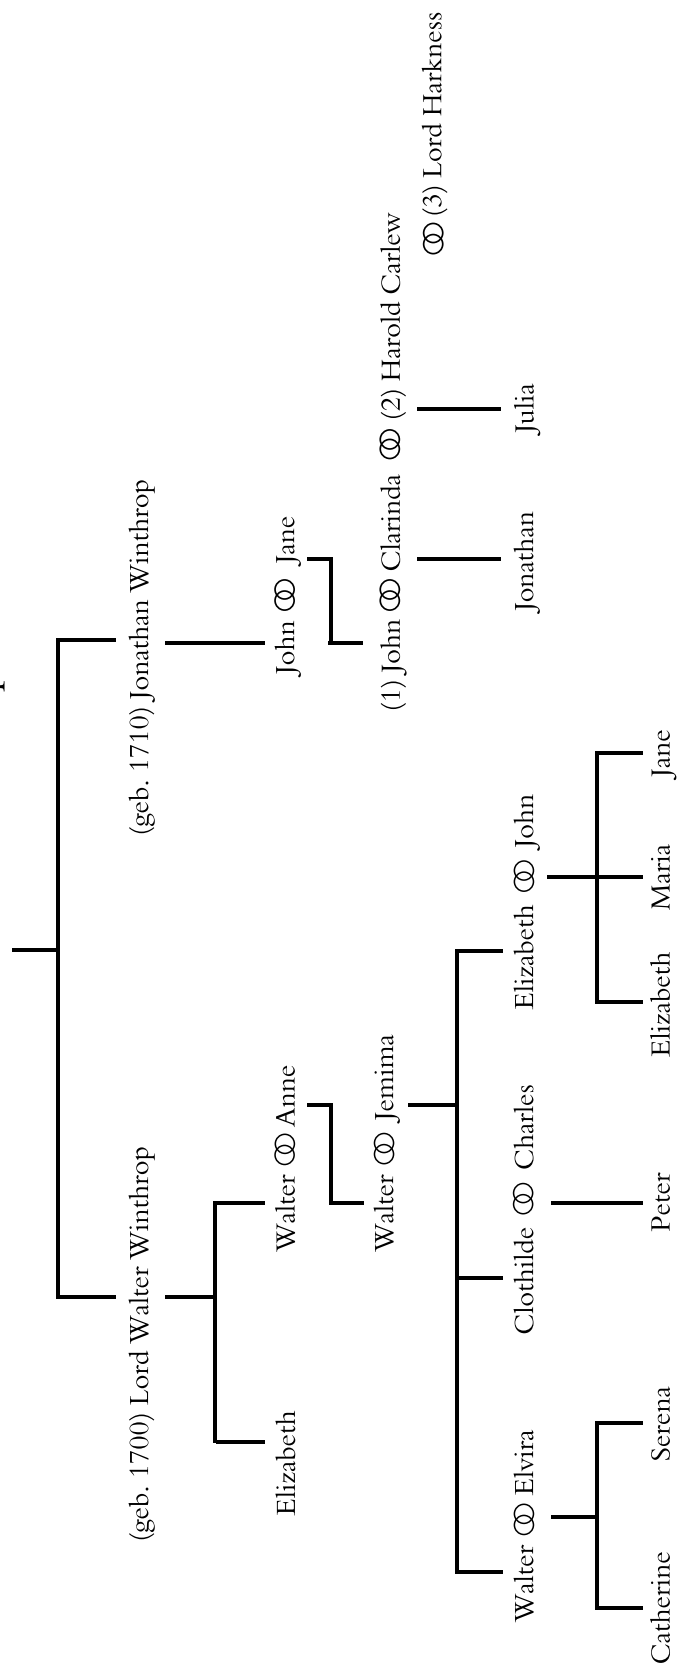 (geb. 1700) Lord Walter Winthrop
(geb. 1710) Jonathan Winthrop
Elizabeth
Walter ⚭ Anne
John ⚭ Jane
Walter ⚭ Jemima
(1) John ⚭ Clarinda ⚭ (2) Harold Carlew
⚭ (3) Lord Harkness
Walter ⚭ Elvira
Clothilde ⚭ Charles
Elizabeth ⚭ John
Jonathan
Julia
Catherine
Serena
Peter
Elizabeth
Maria
Jane